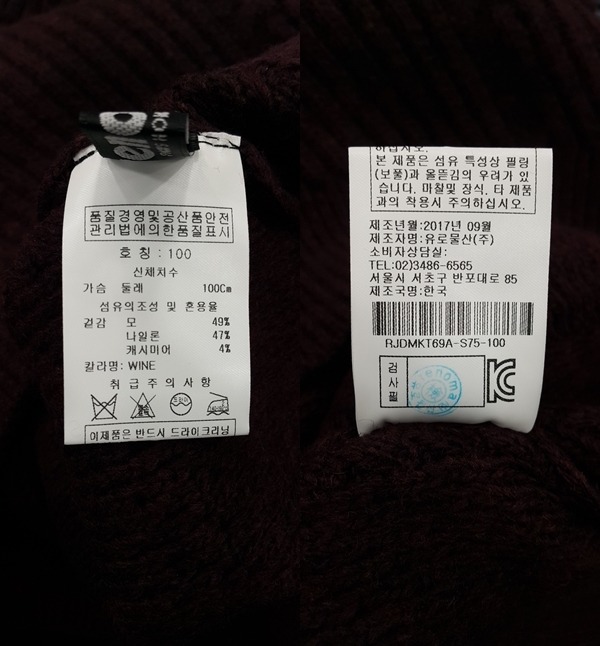 품질경영및공산품안전
관리법에의한품질표시
호 칭 : 100
신체치수
가슴 둘레 100Cm
섬유의조성 및 혼용율
겉감 모 49%
나일론 47%
캐시미어 4%
칼라명: WINE
취 급 주 의 사 항
이제품은 반드시 드라이크리닝
하십시오.
본 제품은 섬유 특성상 필링
(보풀)과 올뜯김의 우려가 있
습니다. 마찰및 장식. 타 제품
과의 착용시 주의하십시오.
제조년월:2017년 09월
제조자명:유로물산(주)
소비자상담실:
TEL:02)3486-6565
서울시 서초구 반포대로 85
제조국명:한국
RJDMKT69A-S75-100
검
사
필
renoma